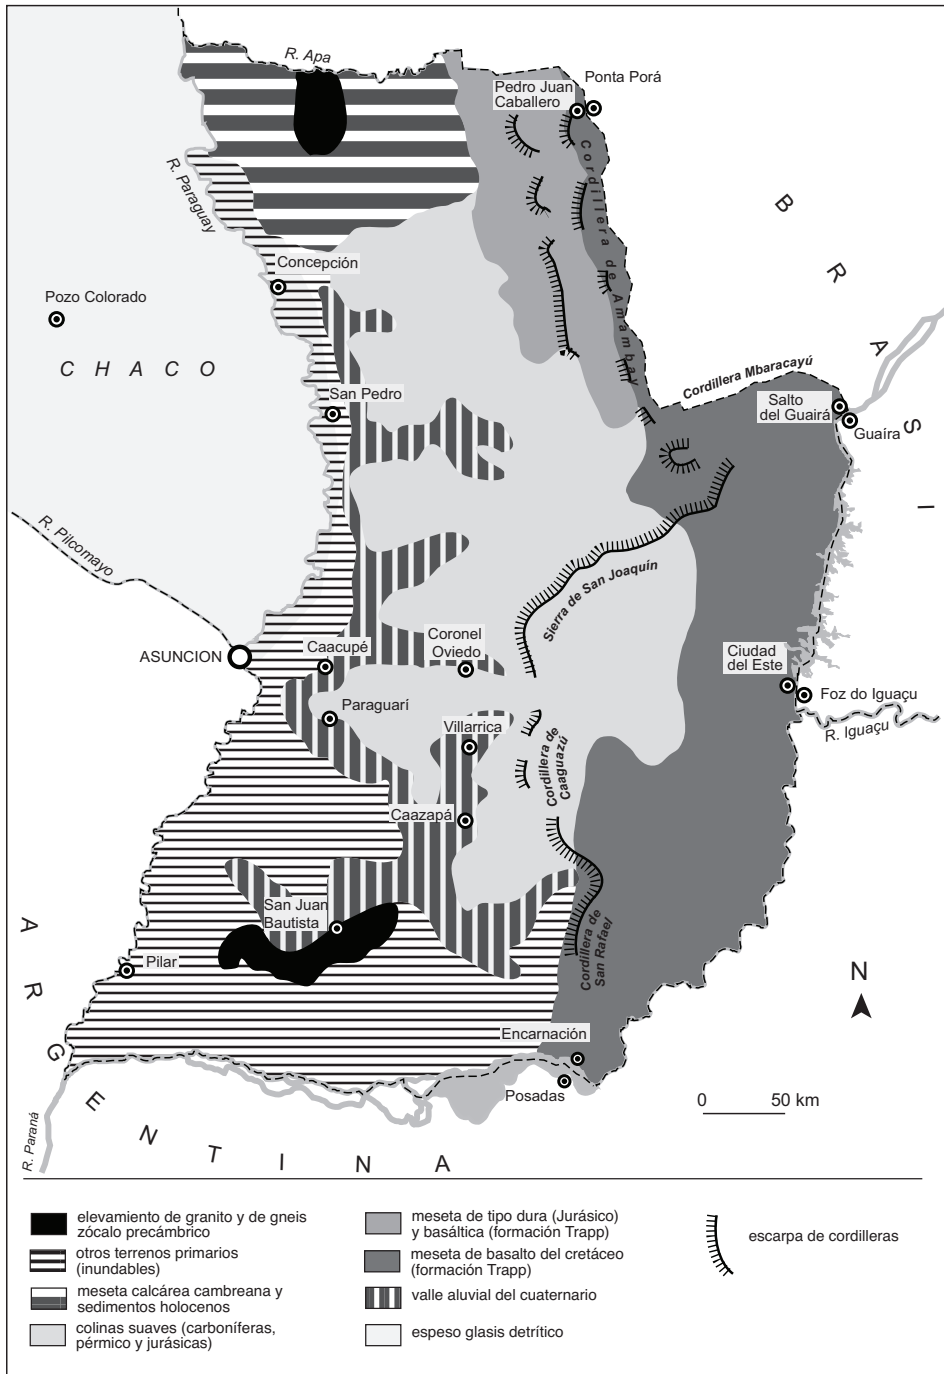 R. Apa
Ponta Porá
Pedro Juan
Caballero
Cordillera de Amambay
R. Paraguay
B R A S I
Concepción
Pozo Colorado
C H A C O
San Pedro
Cordillera Mbaracayú
Salto
del Guairá
Guaíra
R. Pilcomayo
Sierra de San Joaquín
ASUNCION
Caacupé
Coronel
Oviedo
Ciudad
del Este
Foz do Iguaçu
R. Iguaçu
Paraguarí
Villarrica
Cordillera de
Caaguazú
Caazapá
San Juan
Bautista
Cordillera de
San Rafael
Pilar
N
Encarnación
Posadas
0 50 km
A R G E N T I N A
R. Paraná
elevamiento de granito y de gneis
zócalo precámbrico
otros terrenos primarios
(inundables)
meseta calcárea cambreana y
sedimentos holocenos
colinas suaves (carboníferas,
pérmico y jurásicas)
meseta de tipo dura (Jurásico)
y basáltica (formación Trapp)
meseta de basalto del cretáceo
(formación Trapp)
valle aluvial del cuaternario
espeso glasis detrítico
escarpa de cordilleras